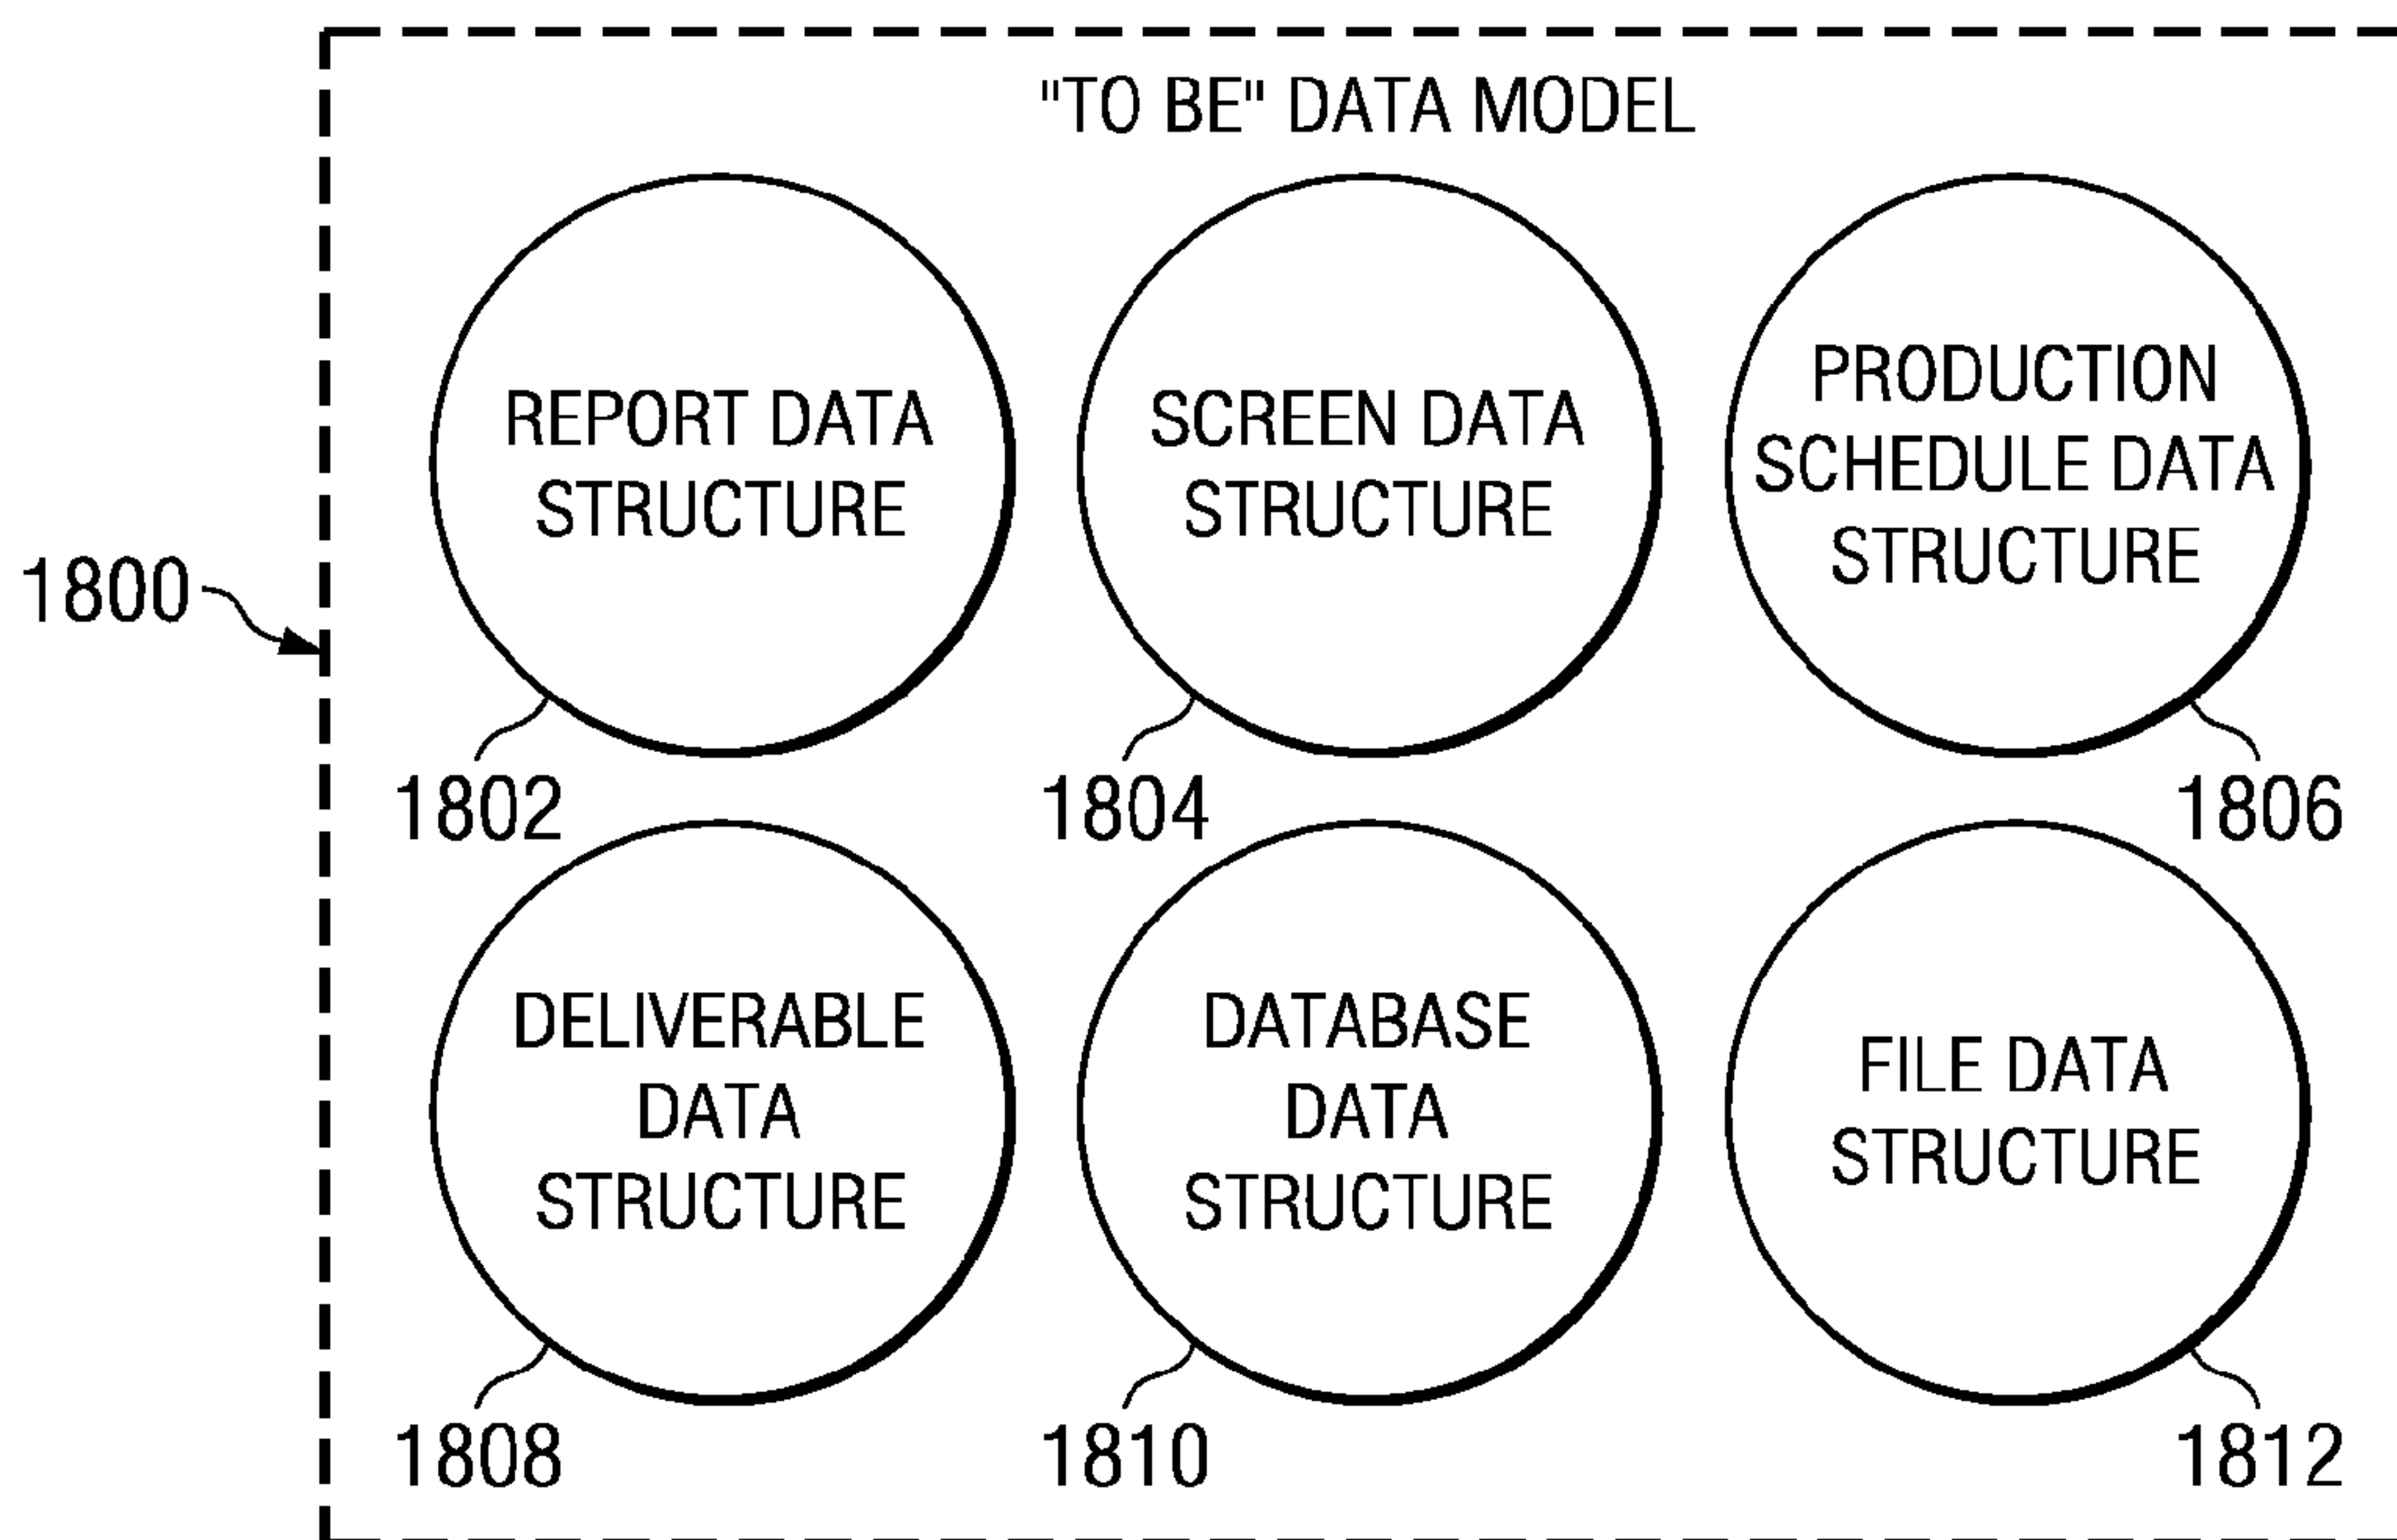 "TO BE" DATA MODEL
REPORT DATA
STRUCTURE
SCREEN DATA
STRUCTURE
PRODUCTION
SCHEDULE DATA
STRUCTURE
1800
1802
1804
1806
DELIVERABLE
DATA
STRUCTURE
DATABASE
DATA
STRUCTURE
FILE DATA
STRUCTURE
1808
1810
1812